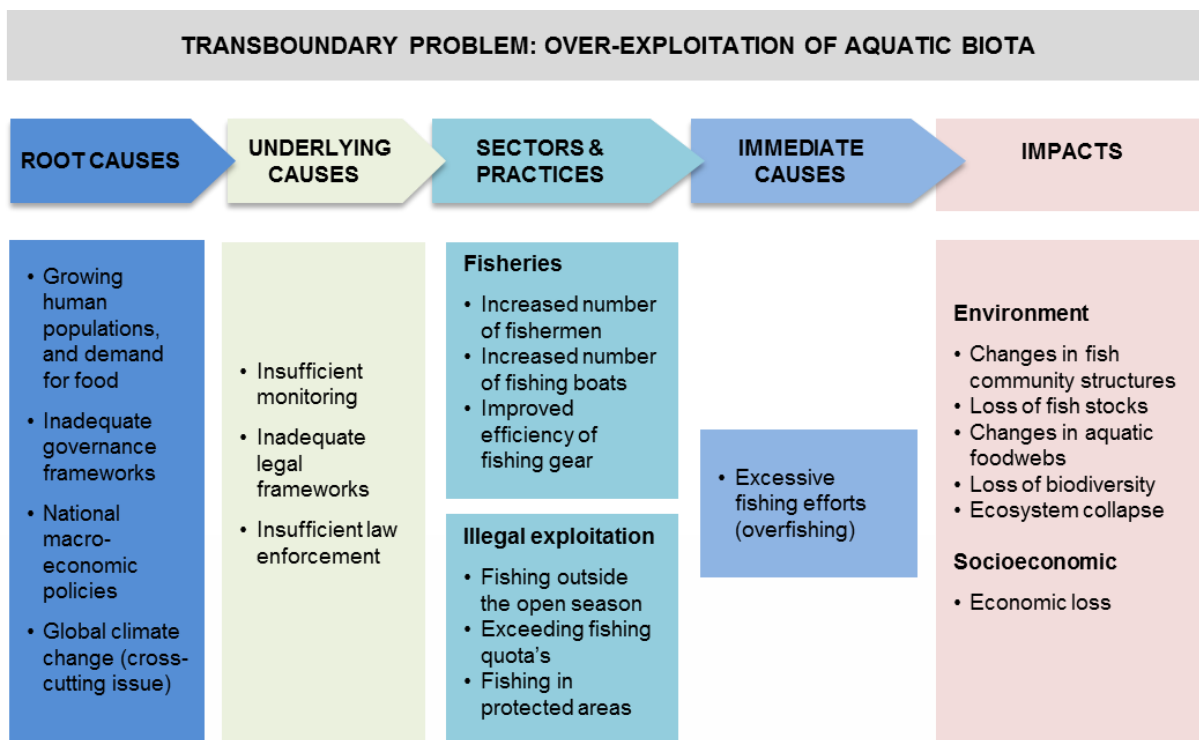 TRANSBOUNDARY PROBLEM: OVER-EXPLOITATION OF AQUATIC BIOTA
ROOT CAUSES
UNDERLYING
CAUSES
SECTORS &
PRACTICES
IMMEDIATE
CAUSES
IMPACTS
• Growing
human
populations,
and demand
for food
• Inadequate
governance
frameworks
• National
macro-
economic
policies
• Global climate
change (cross-
cutting issue)
• Insufficient
monitoring
• Inadequate
legal
frameworks
• Insufficient law
enforcement
Fisheries
• Increased number
of fishermen
• Increased number
of fishing boats
• Improved
efficiency of
fishing gear
Illegal exploitation
• Fishing outside
the open season
• Exceeding fishing
quota's
• Fishing in
protected areas
• Excessive
fishing efforts
(overfishing)
Environment
• Changes in fish
community structures
• Loss of fish stocks
• Changes in aquatic
foodwebs
• Loss of biodiversity
• Ecosystem collapse
Socioeconomic
• Economic loss